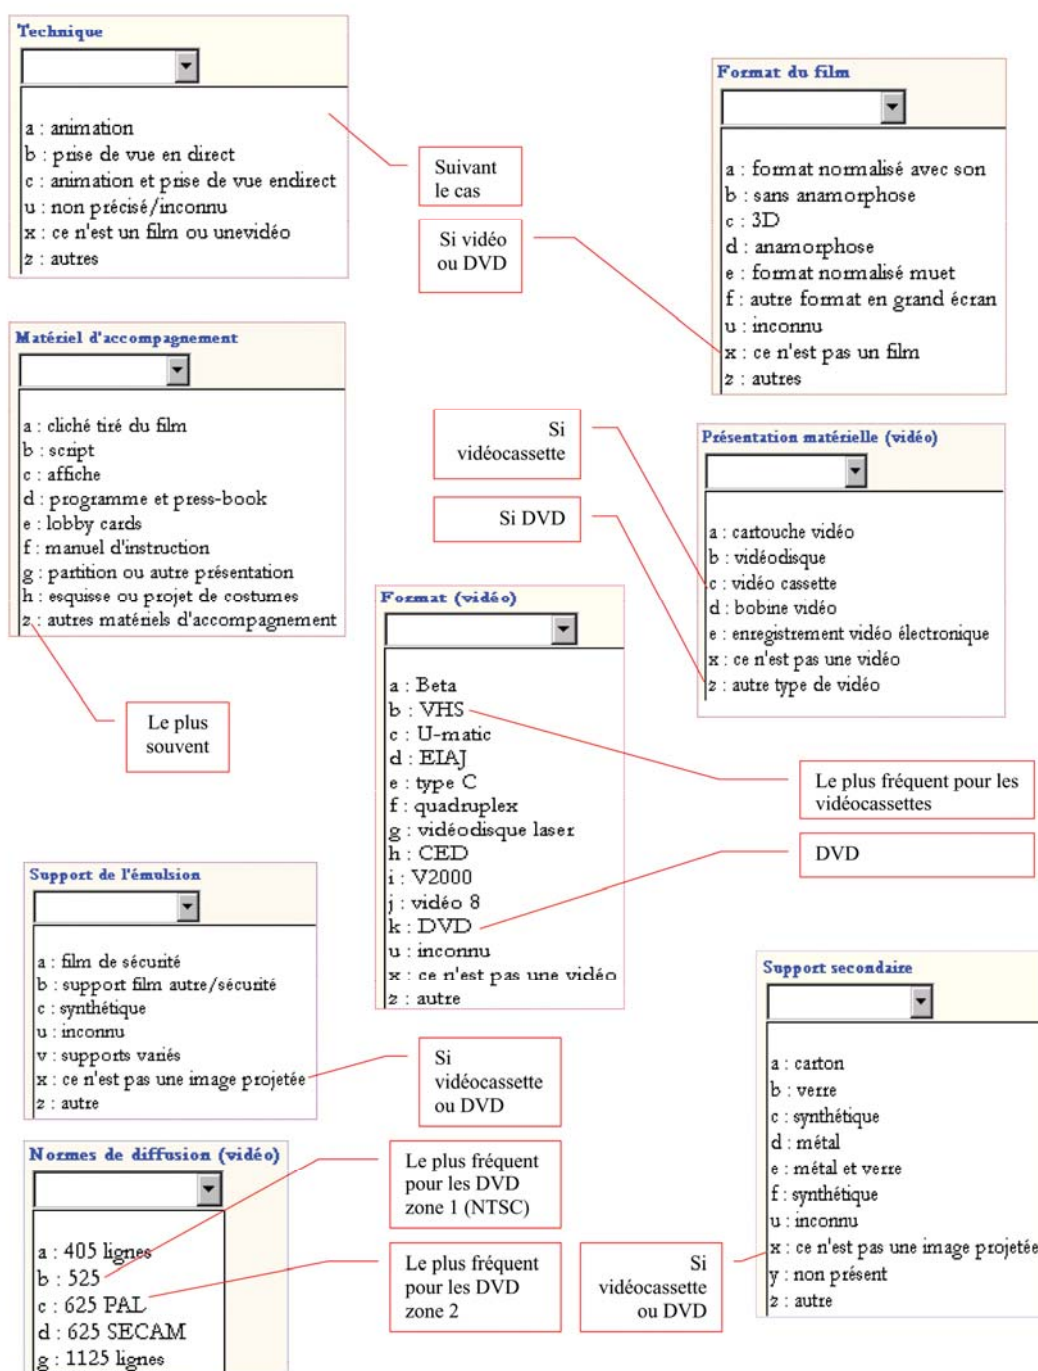 Technique
a : animation
b : prise de vue en direct
c : animation et prise de vue endirect
u : non précisé/inconnu
x : ce n'est un film ou unevidéo
z : autres
Suivant
le cas
Si vidéo
ou DVD
Format du film
a : format normalisé avec son
b : sans anamorphose
c : 3D
d : anamorphose
e : format normalisé muet
f : autre format en grand écran
u : inconnu
x : ce n'est pas un film
z : autres
Matériel d'accompagnement
a : cliché tiré du film
b : script
c : affiche
d : programme et press-book
e : lobby cards
f : manuel d'instruction
g : partition ou autre présentation
h : esquisse ou projet de costumes
z : autres matériels d'accompagnement
Le plus
souvent
Si
vidéocassette
Si DVD
Présentation matérielle (vidéo)
a : cartouche vidéo
b : vidéodisque
c : vidéo cassette
d : bobine vidéo
e : enregistrement vidéo électronique
x : ce n'est pas une vidéo
z : autre type de vidéo
Format (vidéo)
a : Beta
b : VHS
c : U-matic
d : EIAJ
e : type C
f : quadruplex
g : vidéodisque laser
h : CED
i : V2000
j : vidéo 8
k : DVD
u : inconnu
x : ce n'est pas une vidéo
z : autre
Le plus fréquent pour les
vidéocassettes
DVD
Support de l'émulsion
a : film de sécurité
b : support film autre/sécurité
c : synthétique
u : inconnu
v : supports variés
x : ce n'est pas une image projetée
z : autre
Si
vidéocassette
ou DVD
Support secondaire
a : carton
b : verre
c : synthétique
d : métal
e : métal et verre
f : synthétique
u : inconnu
x : ce n'est pas une image projetée
y : non présent
z : autre
Normes de diffusion (vidéo)
a : 405 lignes
b : 525
c : 625 PAL
d : 625 SECAM
g : 1125 lignes
Le plus fréquent
pour les DVD
zone 1 (NTSC)
Le plus fréquent
pour les DVD
zone 2
Si
vidéocassette
ou DVD